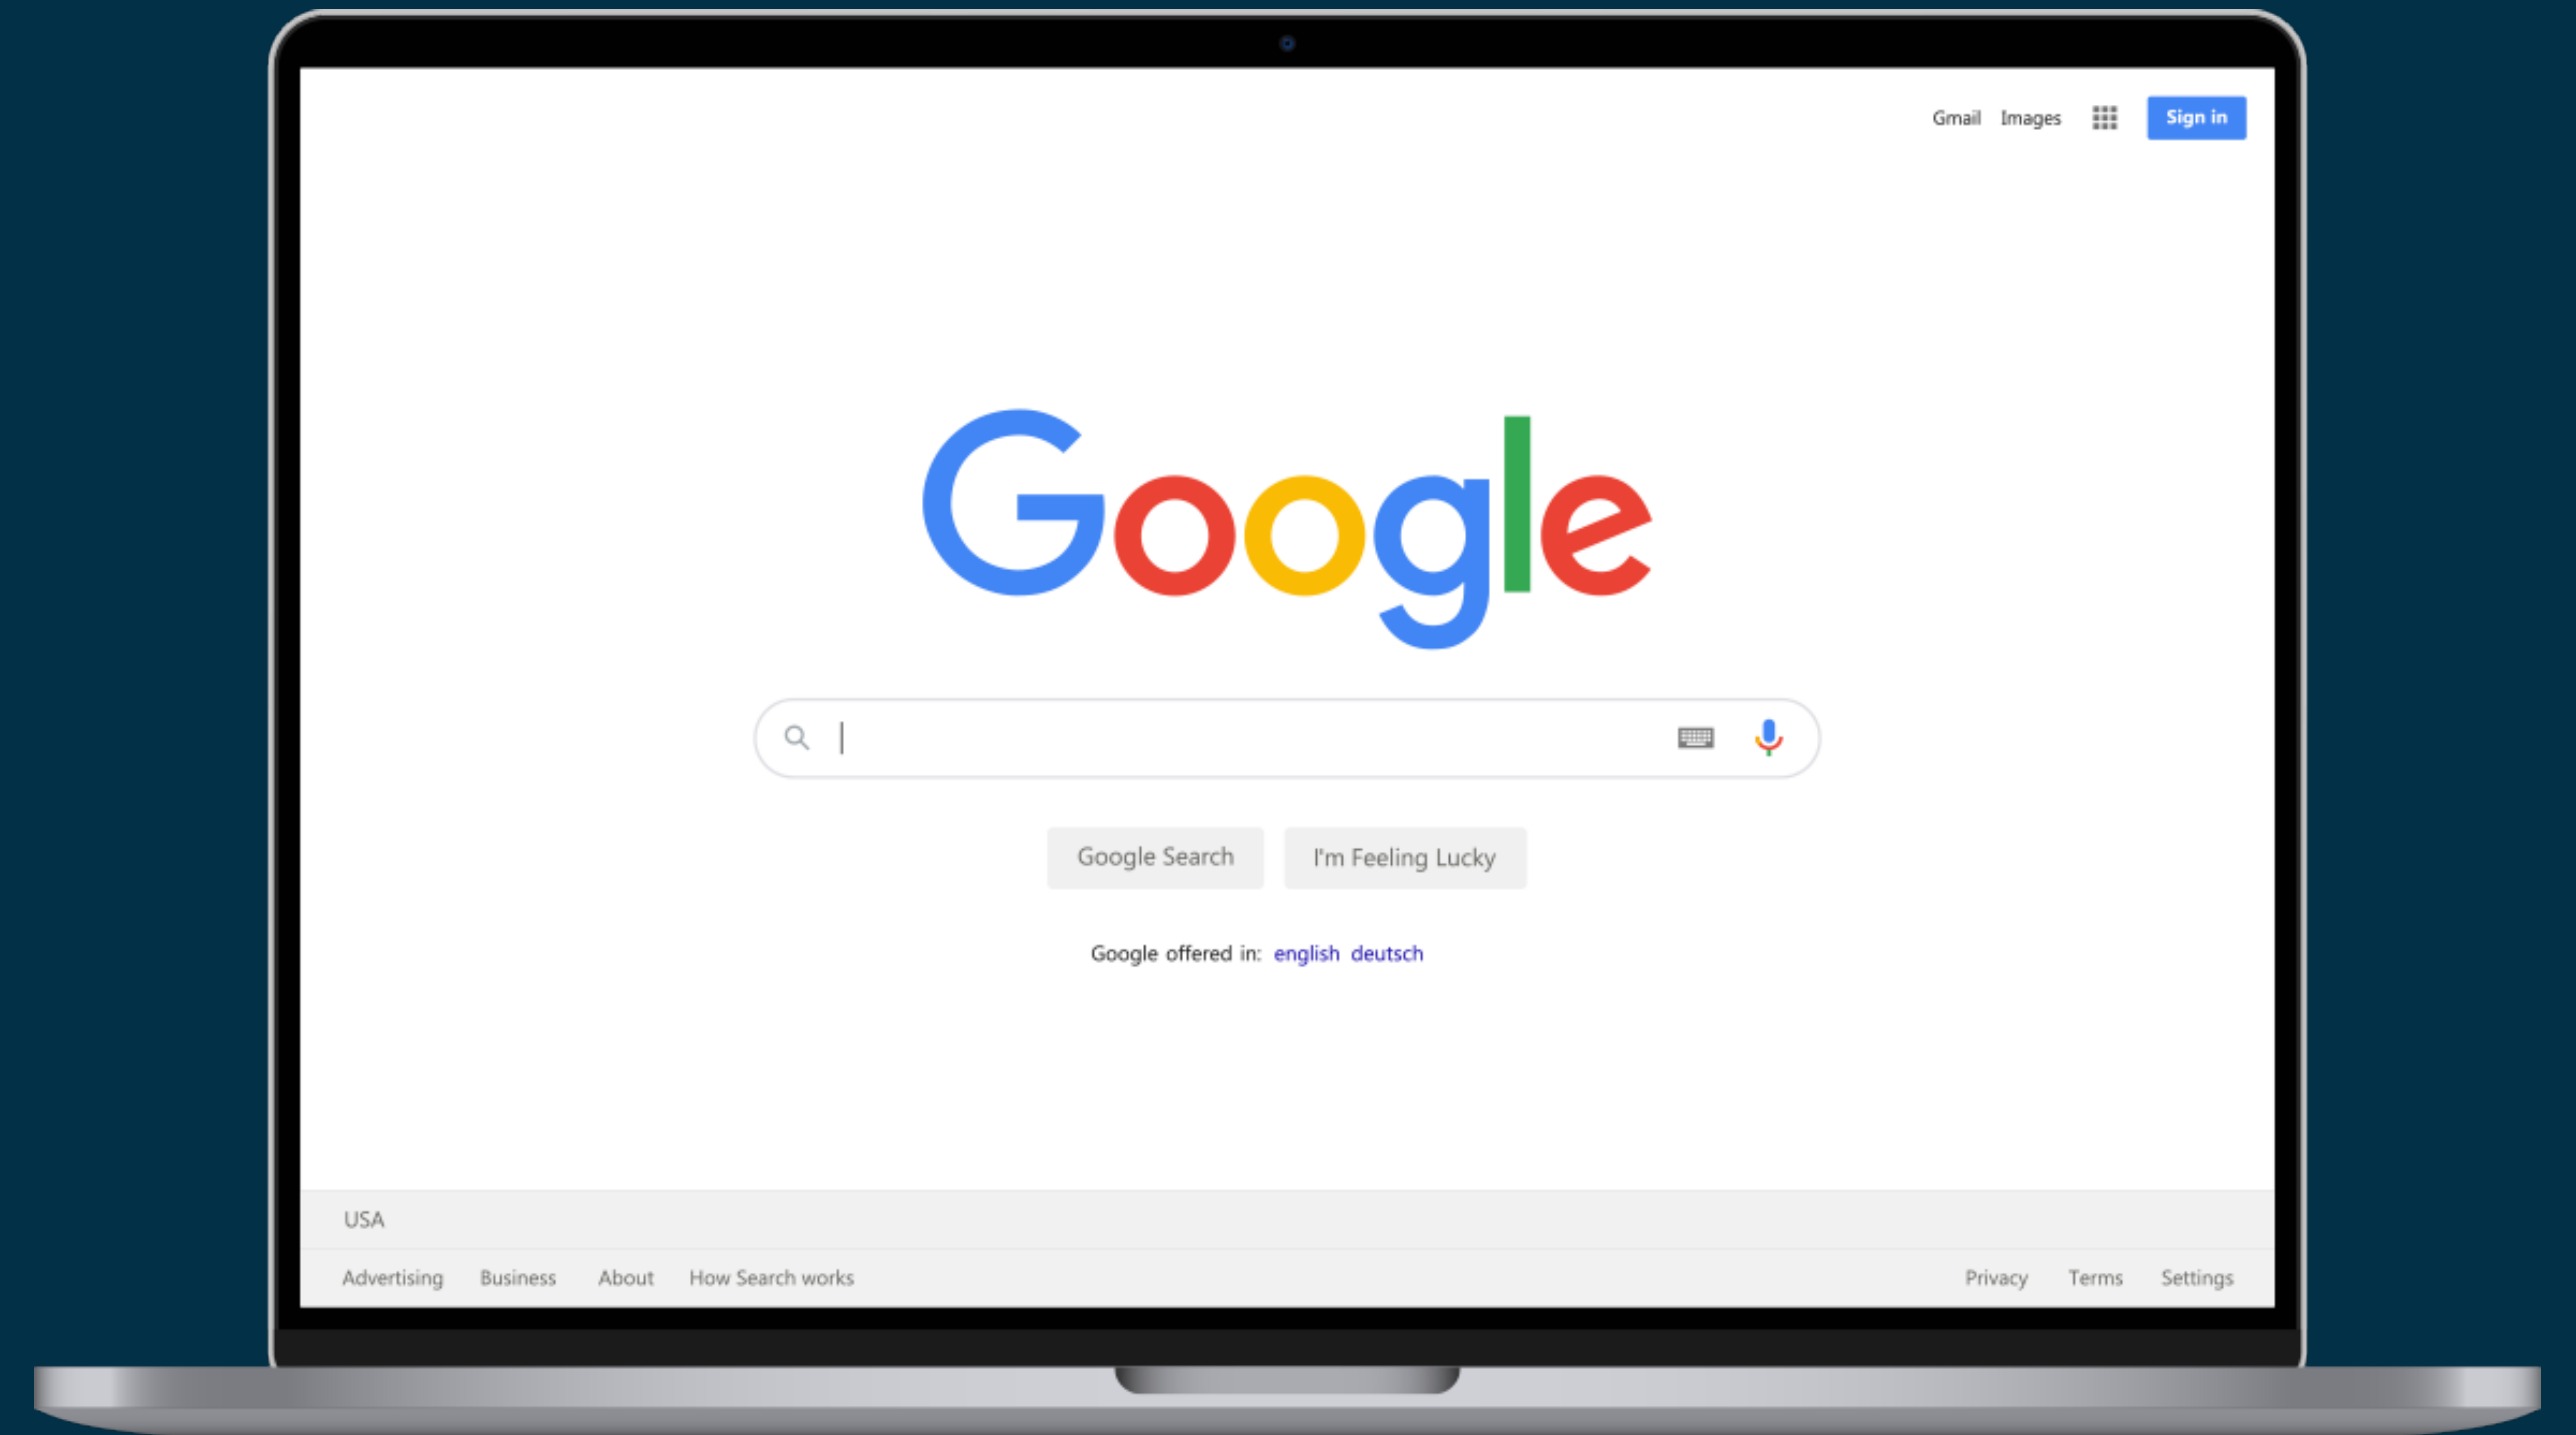 Gmail Images Sign in
Google
Google Search I'm Feeling Lucky
Google offered in: english deutsch
USA
Advertising Business About How Search works Privacy Terms Settings